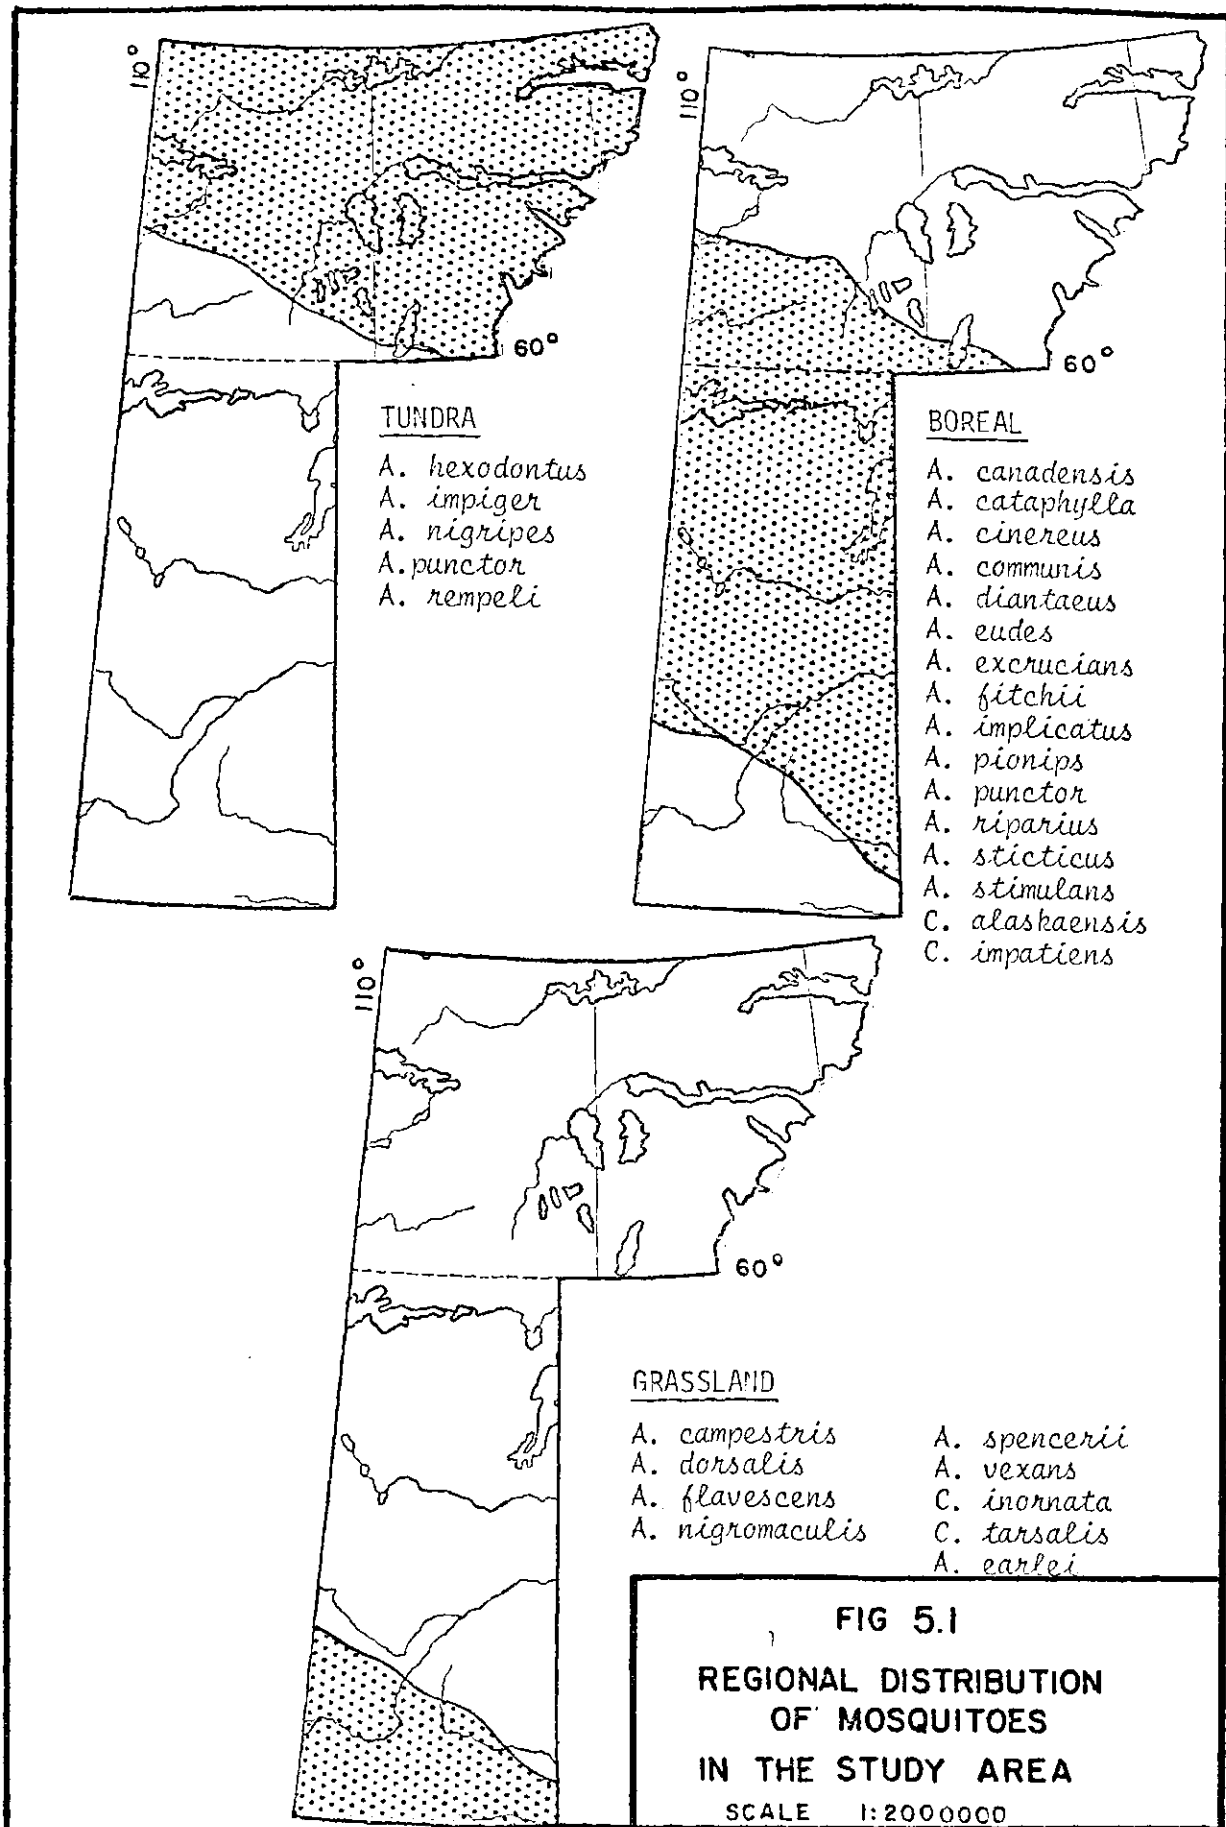 110°
60°
TUNDRA
A. hexodontus
A. impiger
A. nigripes
A. punctor
A. rempeli
110°
60°
BOREAL
A. canadensis
A. cataphylla
A. cinereus
A. communis
A. diantaeus
A. eudes
A. excrucians
A. fitchii
A. implicatus
A. pionips
A. punctor
A. riparius
A. sticticus
A. stimulans
C. alaskaensis
C. impatiens
110°
60°
GRASSLAND
A. campestris
A. dorsalis
A. flavescens
A. nigromaculis
A. spencerii
A. vexans
C. inornata
C. tarsalis
A. earlei
FIG 5.1
REGIONAL DISTRIBUTION
OF MOSQUITOES
IN THE STUDY AREA
SCALE 1:2000000